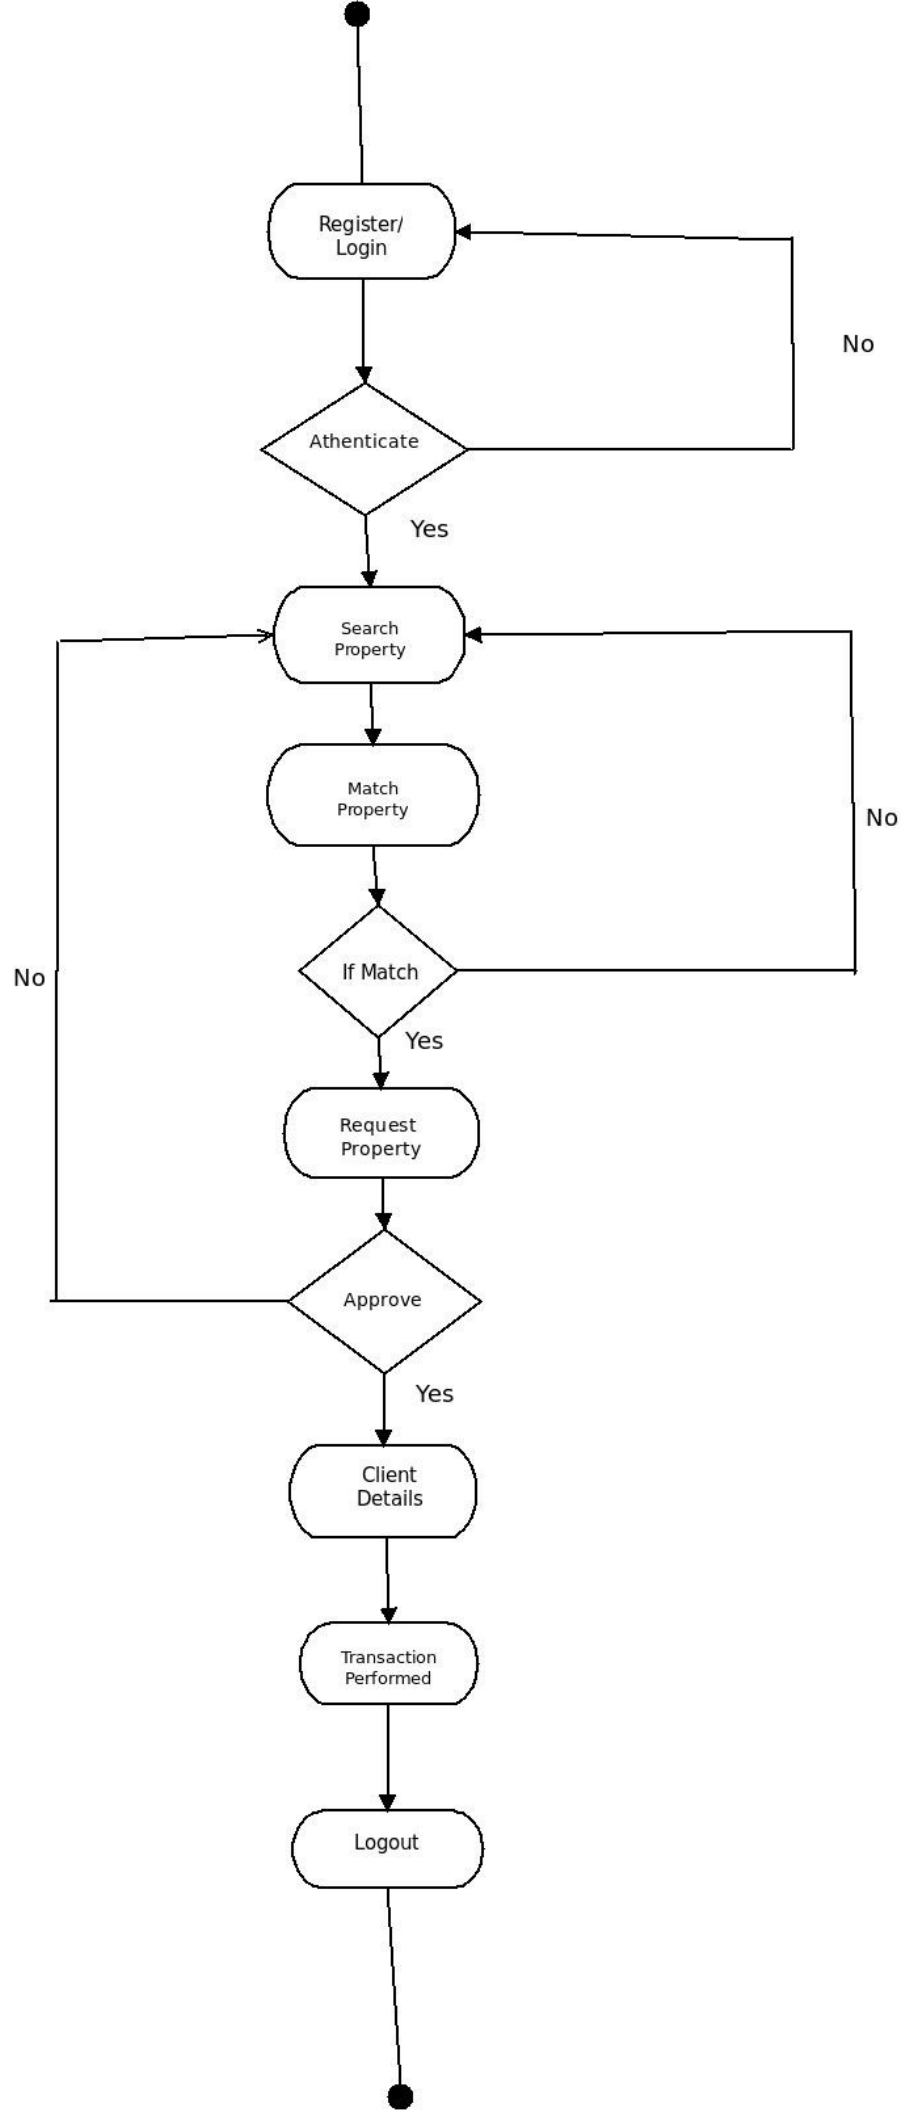 Register/
Login
No
Athenticate
Yes
Search
Property
Match
Property
No
If Match
No
Yes
Request
Property
Approve
Yes
Client
Details
Transaction
Performed
Logout